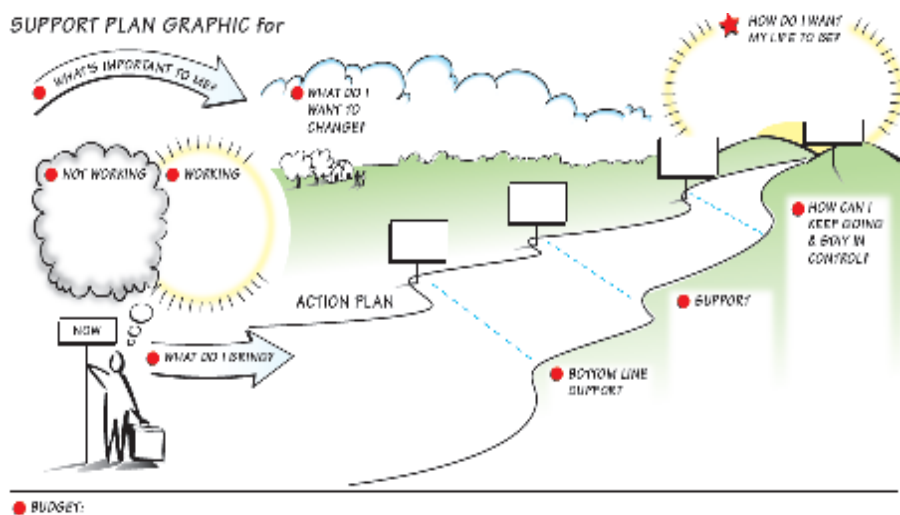 SUPPORT PLAN GRAPHIC for
HOW DO I WANT
MY LIFE TO BE?
WHAT'S IMPORTANT TO ME?
WHAT DO I
WANT TO
CHANGE?
NOT WORKING
WORKING
HOW CAN I
KEEP GOING
& STAY IN
CONTROL?
ACTION PLAN
SUPPORT
NOW
WHAT DO I BRING?
BOTTOM LINE
SUPPORT
BUDGET: